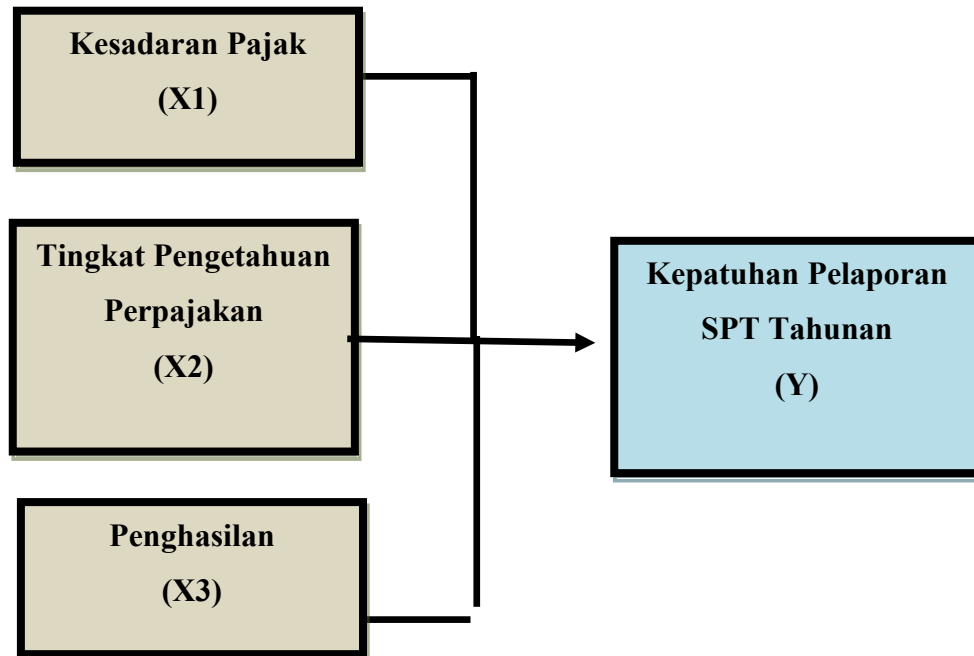 Kesadaran Pajak
(X1)
Tingkat Pengetahuan
Perpajakan
(X2)
Penghasilan
(X3)
Kepatuhan Pelaporan
SPT Tahunan
(Y)